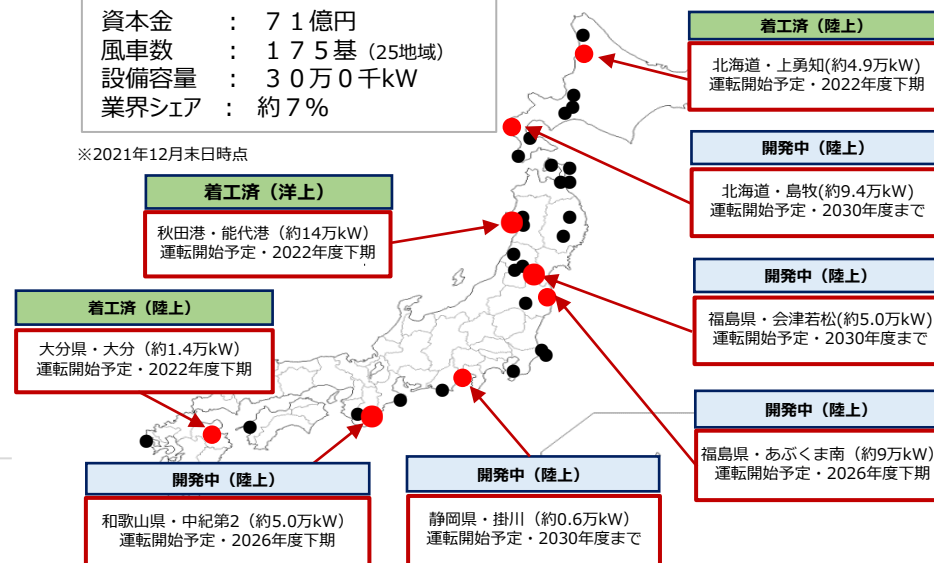 資本金 : 71億円
風車数 : 175基(25地域)
設備容量 : 30万0千kW
業界シェア : 約7%
※2021年12月末日時点
着工済(洋上)
秋田港・能代港(約14万kW)
運転開始予定・2022年度下期
着工済(陸上)
大分県・大分(約1.4万kW)
運転開始予定・2022年度下期
開発中(陸上)
和歌山県・中紀第2(約5.0万kW)
運転開始予定・2026年度下期
開発中(陸上)
静岡県・掛川(約0.6万kW)
運転開始予定・2030年度まで
着工済(陸上)
北海道・上勇知(約4.9万kW)
運転開始予定・2022年度下期
開発中(陸上)
北海道・島牧(約9.4万kW)
運転開始予定・2030年度まで
開発中(陸上)
福島県・会津若松(約5.0万kW)
運転開始予定・2030年度まで
開発中(陸上)
福島県・あぶくま南(約9万kW)
運転開始予定・2026年度下期